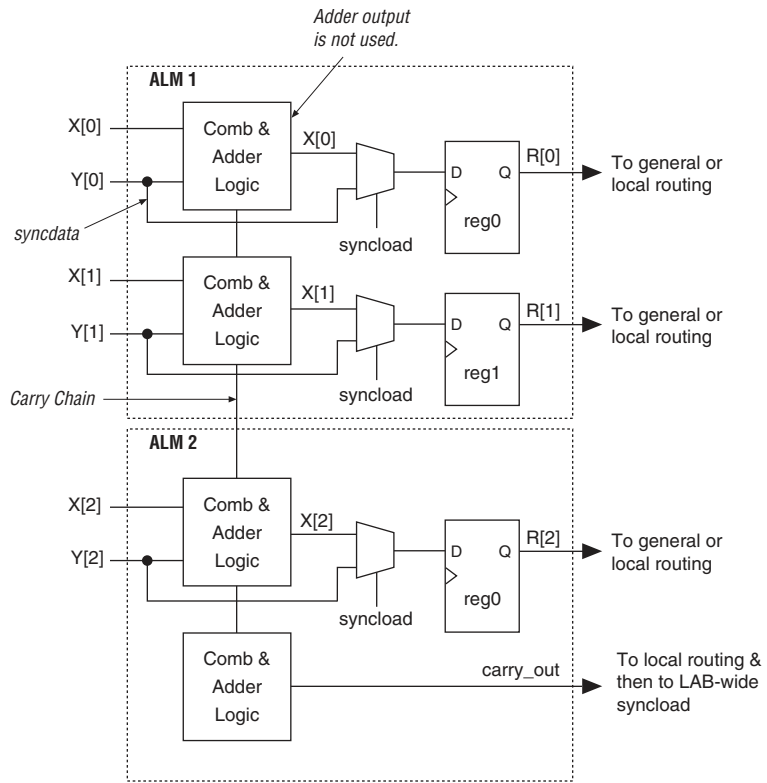 Adder output
is not used.
ALM 1
X[0]
Comb &
Adder
Logic
X[0]
Y[0]
syncdata
syncload
D
Q
reg0
R[0]
To general or
local routing
X[1]
Comb &
Adder
Logic
X[1]
Y[1]
syncload
D
Q
reg1
R[1]
To general or
local routing
Carry Chain
ALM 2
X[2]
Comb &
Adder
Logic
X[2]
Y[2]
syncload
D
Q
reg0
R[2]
To general or
local routing
Comb &
Adder
Logic
carry_out
To local routing &
then to LAB-wide
syncload